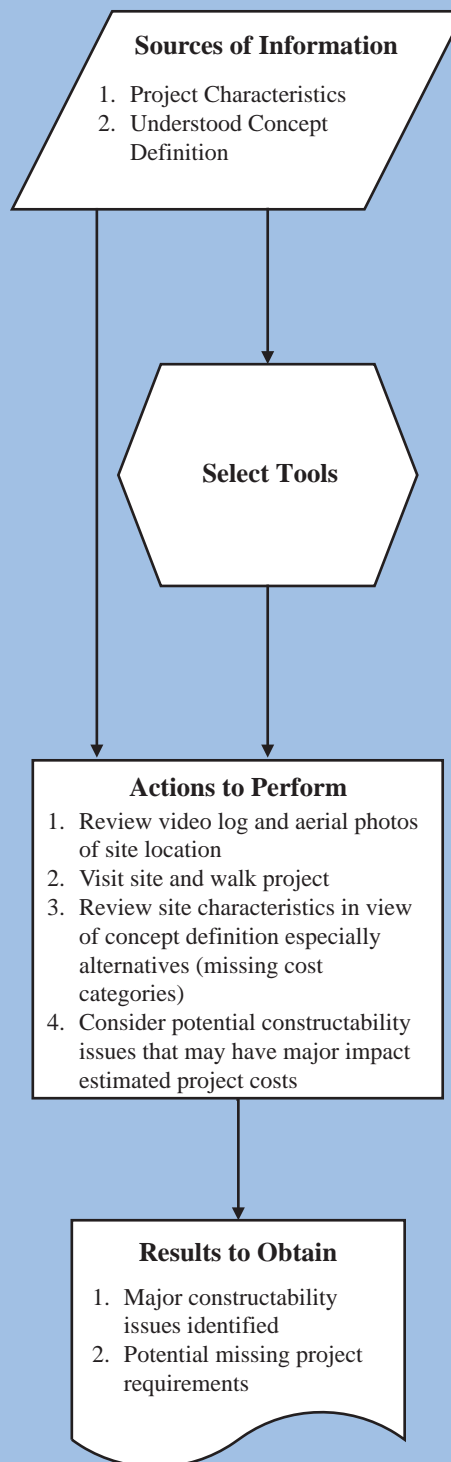 Sources of Information
1. Project Characteristics
2. Understood Concept
Definition
Select Tools
Actions to Perform
1. Review video log and aerial photos
of site location
2. Visit site and walk project
3. Review site characteristics in view
of concept definition especially
alternatives (missing cost
categories)
4. Consider potential constructability
issues that may have major impact
estimated project costs
Results to Obtain
1. Major constructability
issues identified
2. Potential missing project
requirements